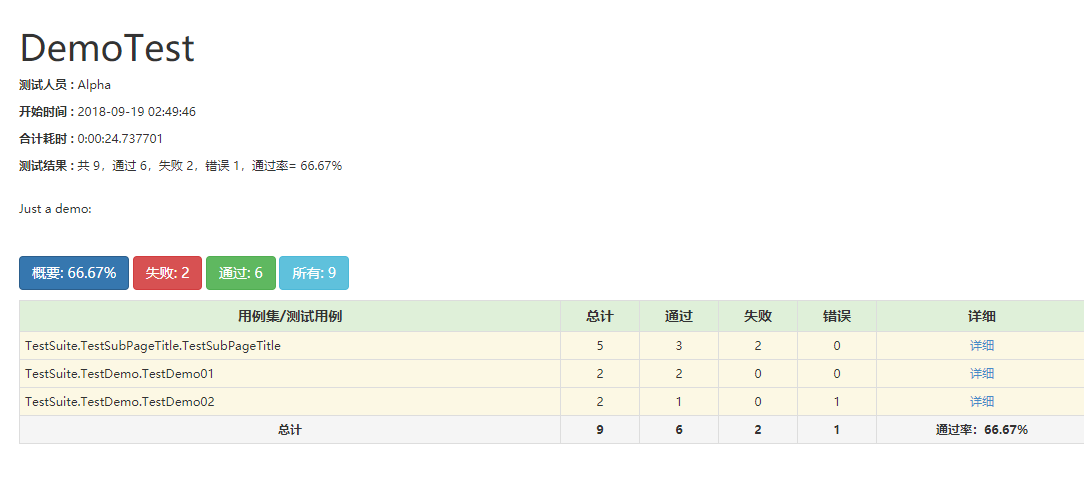 DemoTest
测试人员 : Alpha
开始时间 : 2018-09-19 02:49:46
合计耗时 : 0:00:24.737701
测试结果 : 共 9，通过 6，失败 2，错误 1，通过率= 66.67%
Just a demo:
概要: 66.67% 失败: 2 通过: 6 所有: 9
用例集/测试用例 总计 通过 失败 错误 详细
TestSuite.TestSubPageTitle.TestSubPageTitle 5 3 2 0 详细
TestSuite.TestDemo.TestDemo01 2 2 0 0 详细
TestSuite.TestDemo.TestDemo02 2 1 0 1 详细
总计 9 6 2 1 通过率：66.67%